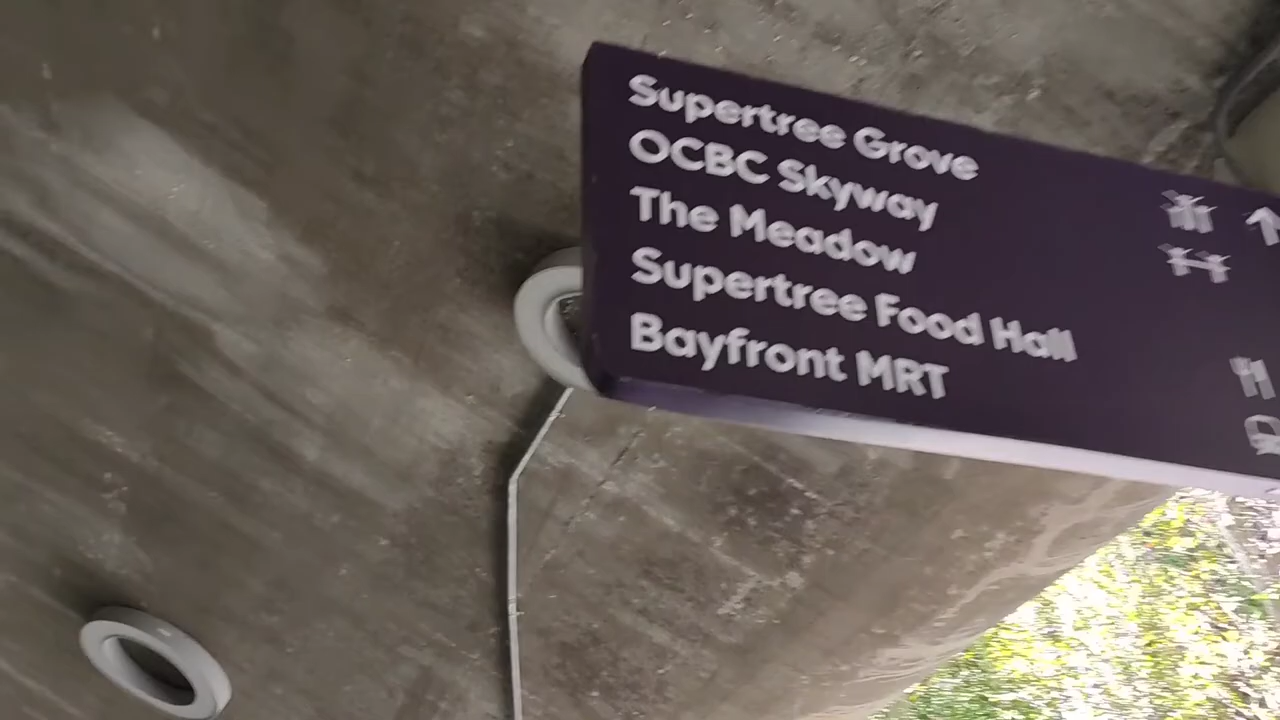 Supertree Grove
OCBC Skyway
The Meadow
Supertree Food Hall
Bayfront MRT